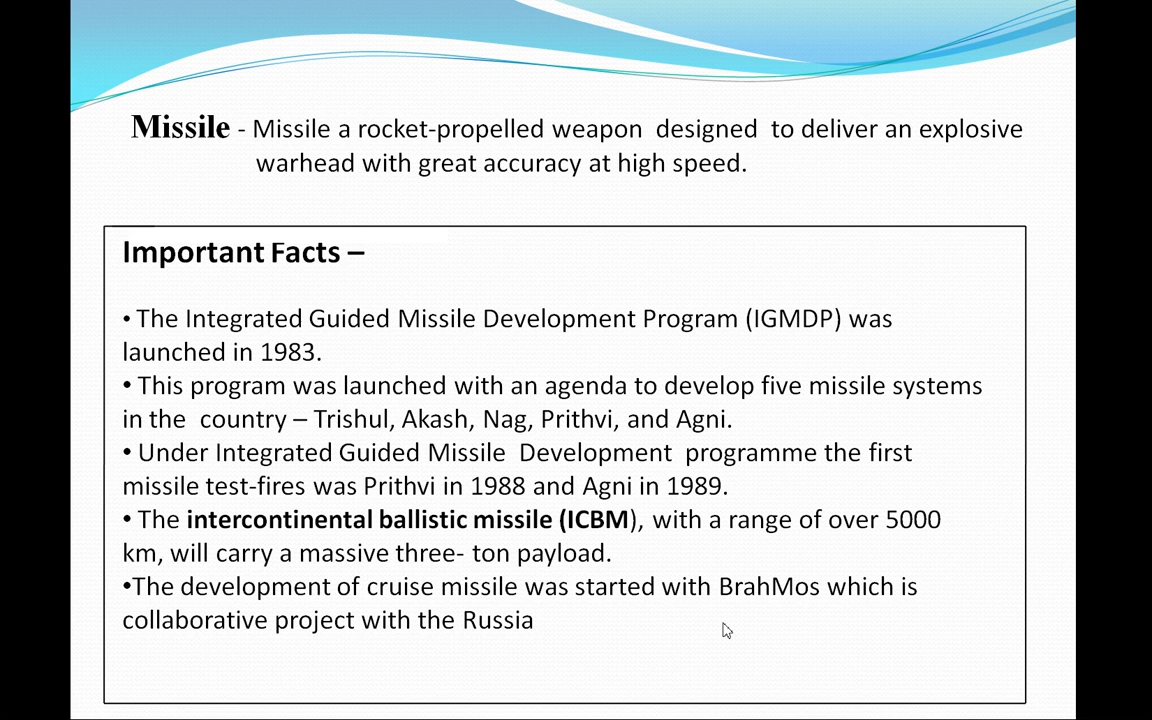 Missile - Missile a rocket-propelled weapon designed to deliver an explosive
warhead with great accuracy at high speed.
Important Facts –
• The Integrated Guided Missile Development Program (IGMDP) was
launched in 1983.
• This program was launched with an agenda to develop five missile systems
in the country – Trishul, Akash, Nag, Prithvi, and Agni.
• Under Integrated Guided Missile Development programme the first
missile test-fires was Prithvi in 1988 and Agni in 1989.
• The intercontinental ballistic missile (ICBM), with a range of over 5000
km, will carry a massive three- ton payload.
•The development of cruise missile was started with BrahMos which is
collaborative project with the Russia